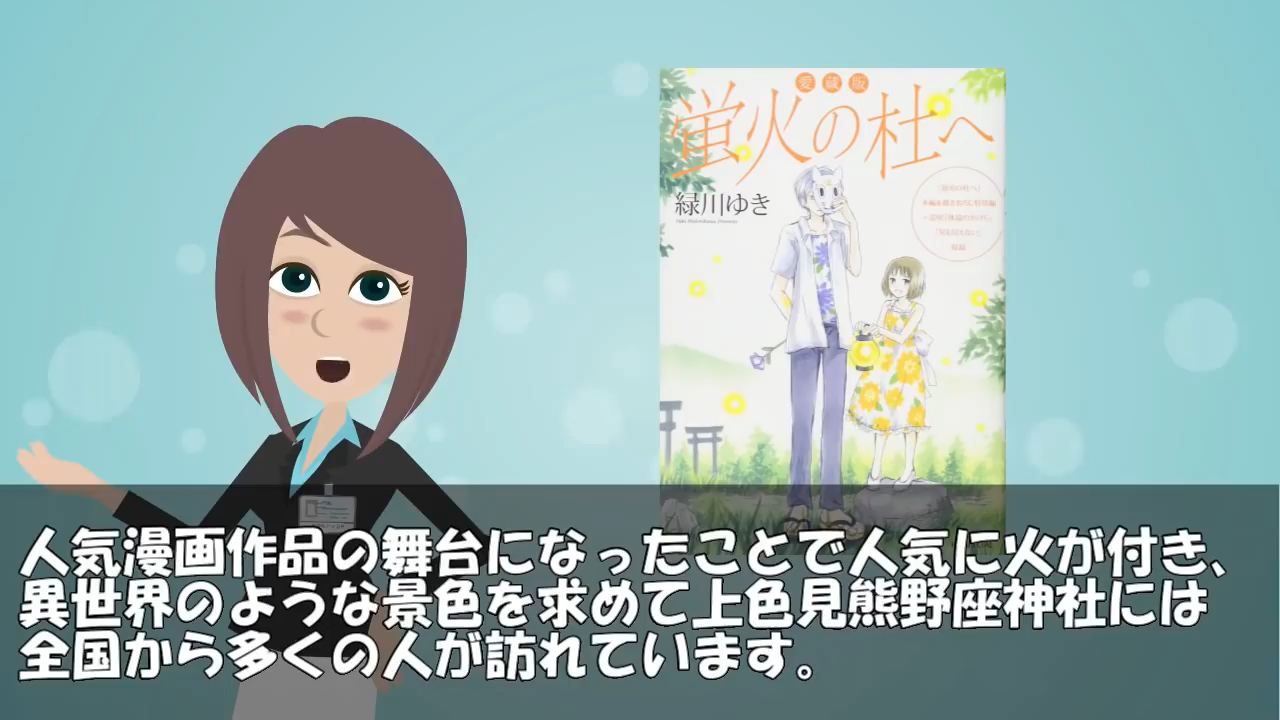 愛蔵版
蛍火の杜へ
緑川ゆき
人気漫画作品の舞台になったことで人気に火が付き、
異世界のような景色を求めて上色見熊野座神社には
全国から多くの人が訪れています。